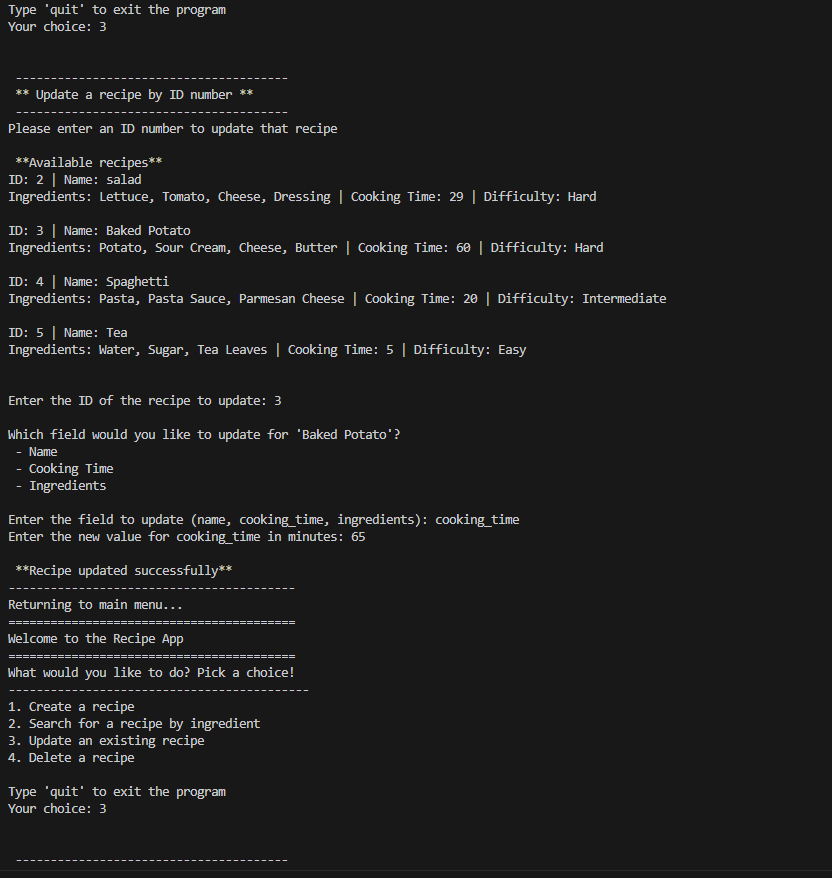 Type 'quit' to exit the program
Your choice: 3
---------------------------------------
** Update a recipe by ID number **
---------------------------------------
Please enter an ID number to update that recipe
**Available recipes**
ID: 2 | Name: salad
Ingredients: Lettuce, Tomato, Cheese, Dressing | Cooking Time: 29 | Difficulty: Hard
ID: 3 | Name: Baked Potato
Ingredients: Potato, Sour Cream, Cheese, Butter | Cooking Time: 60 | Difficulty: Hard
ID: 4 | Name: Spaghetti
Ingredients: Pasta, Pasta Sauce, Parmesan Cheese | Cooking Time: 20 | Difficulty: Intermediate
ID: 5 | Name: Tea
Ingredients: Water, Sugar, Tea Leaves | Cooking Time: 5 | Difficulty: Easy
Enter the ID of the recipe to update: 3
Which field would you like to update for 'Baked Potato'?
- Name
- Cooking Time
- Ingredients
Enter the field to update (name, cooking_time, ingredients): cooking_time
Enter the new value for cooking_time in minutes: 65
**Recipe updated successfully**
-----------------------------------------
Returning to main menu...
=========================================
Welcome to the Recipe App
=========================================
What would you like to do? Pick a choice!
-------------------------------------------
1. Create a recipe
2. Search for a recipe by ingredient
3. Update an existing recipe
4. Delete a recipe
Type 'quit' to exit the program
Your choice: 3
---------------------------------------